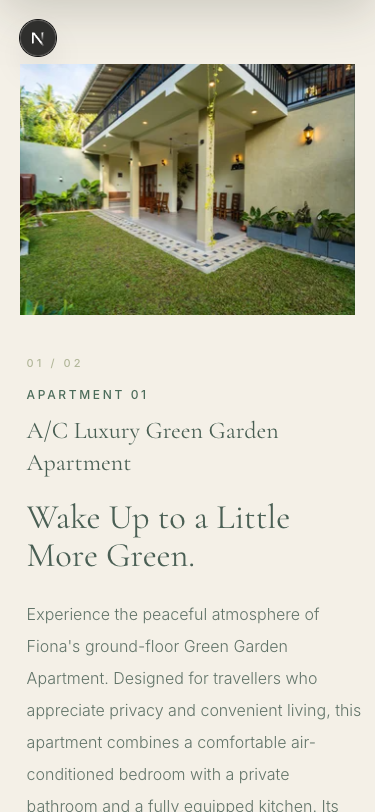 N
01 / 02
APARTMENT 01
A/C Luxury Green Garden
Apartment
Wake Up to a Little
More Green.
Experience the peaceful atmosphere of
Fiona's ground-floor Green Garden
Apartment. Designed for travellers who
appreciate privacy and convenient living, this
apartment combines a comfortable air-
conditioned bedroom with a private
bathroom and a fully equipped kitchen. Its